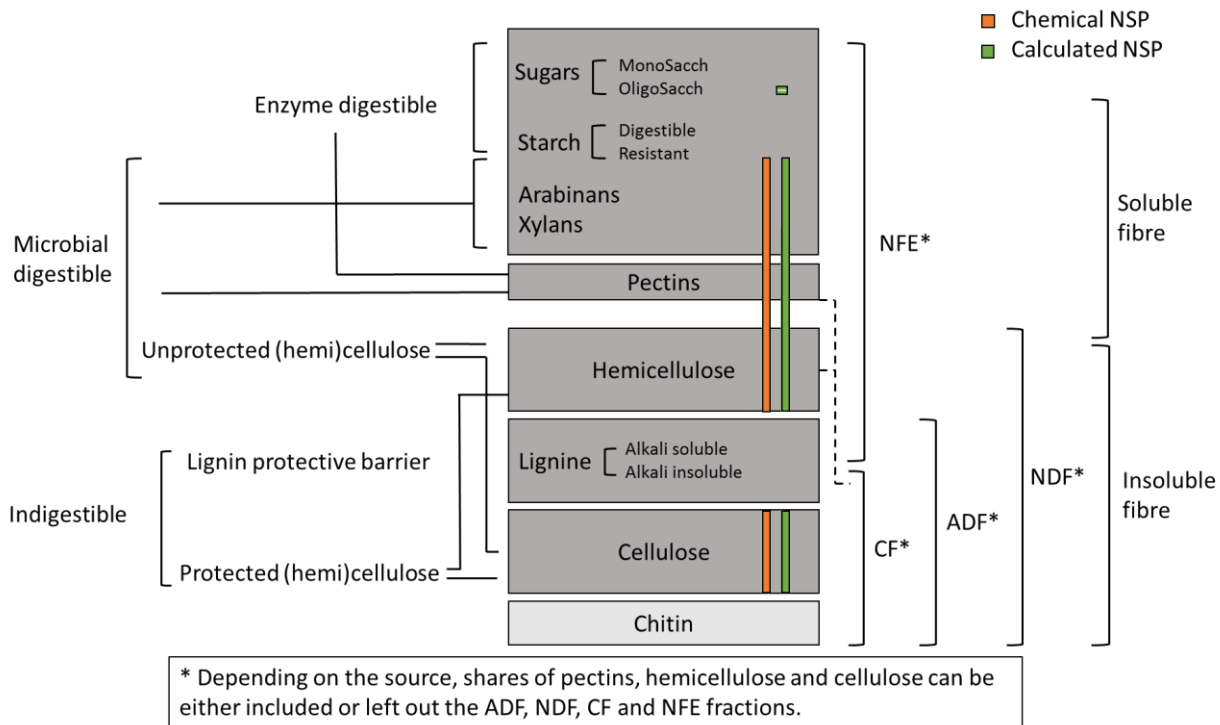 Chemical NSP
Calculated NSP
Sugars
MonoSacch
OligoSacch
Enzyme digestible
Starch
Digestible
Resistant
Arabinans
Xylans
Microbial
digestible
NFE*
Soluble
fibre
Pectins
Unprotected (hemi)cellulose
Hemicellulose
Lignin protective barrier
Lignine
Alkali soluble
Alkali insoluble
NDF*
Insoluble
fibre
Indigestible
ADF*
CF*
Cellulose
Protected (hemi)cellulose
Chitin
* Depending on the source, shares of pectins, hemicellulose and cellulose can be
either included or left out the ADF, NDF, CF and NFE fractions.